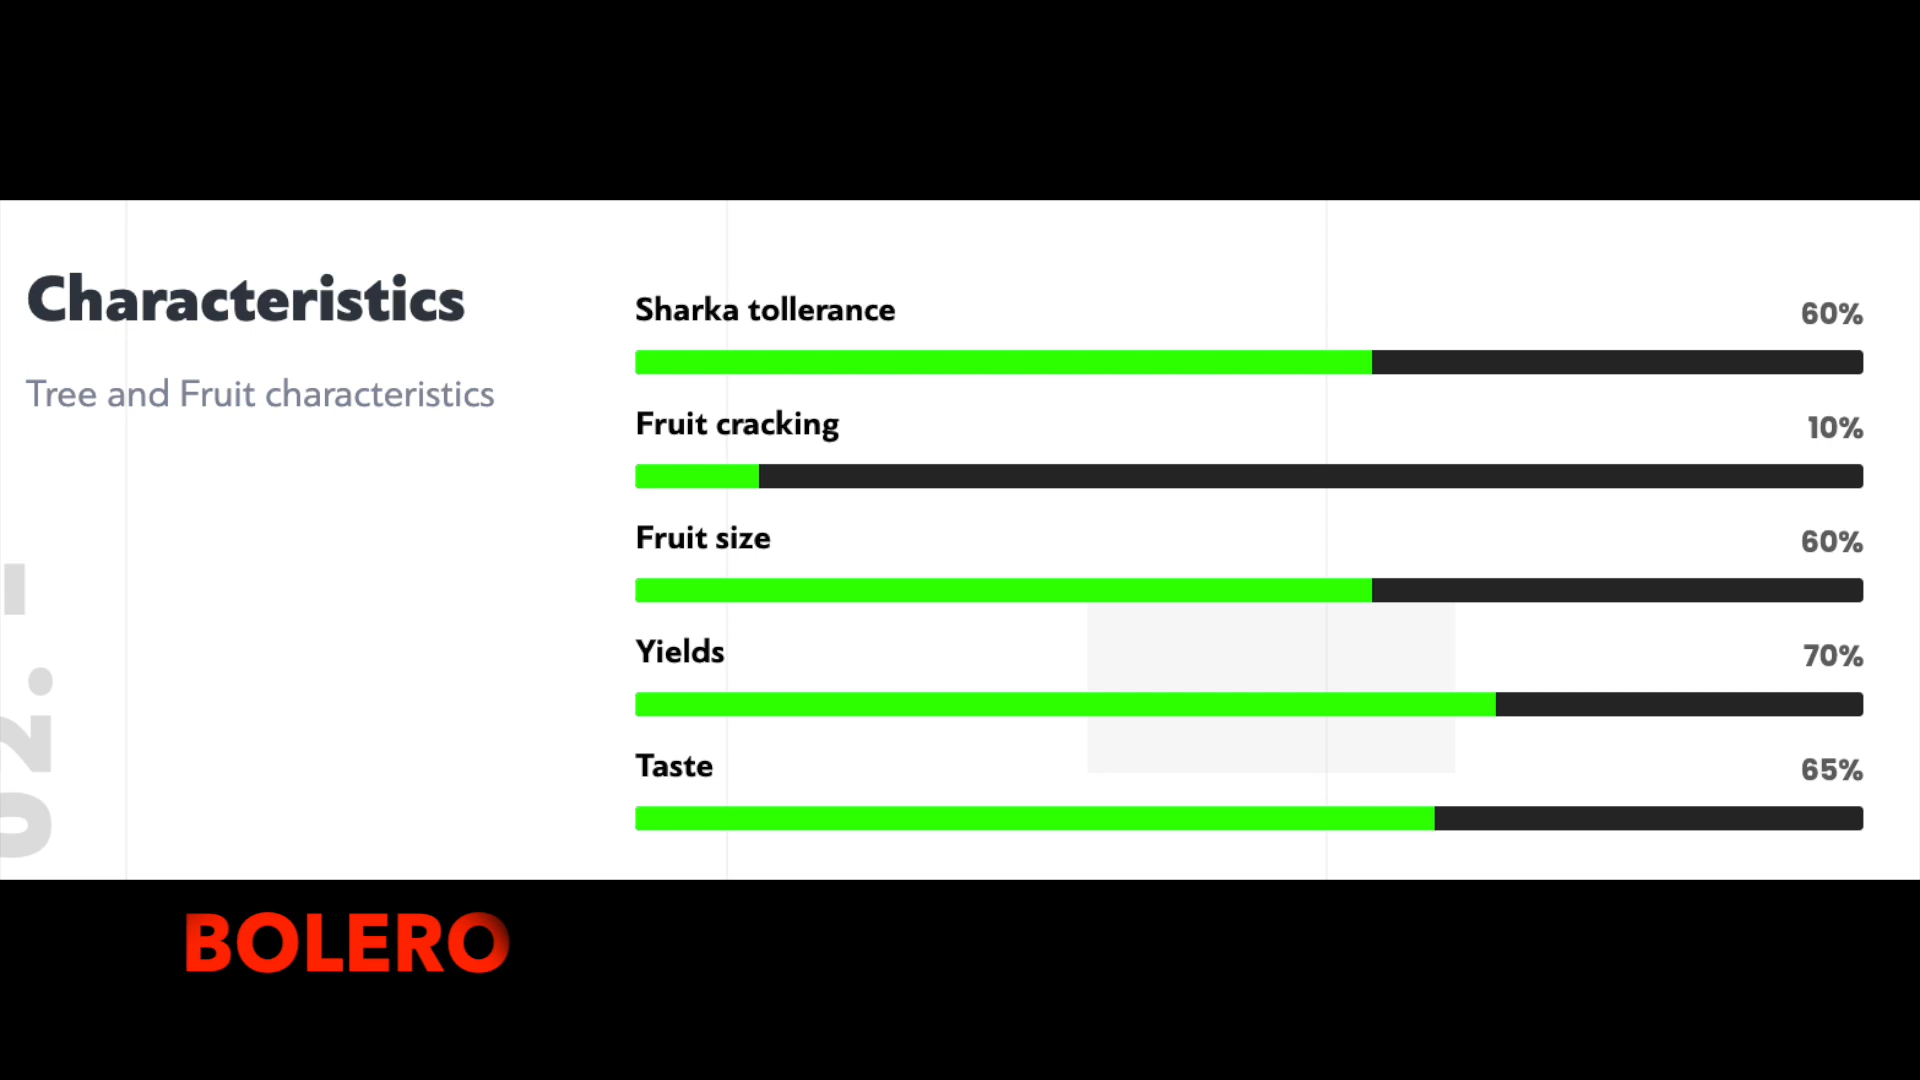 Characteristics
Tree and Fruit characteristics
Sharka tollerance
60%
Fruit cracking
10%
Fruit size
60%
Yields
70%
Taste
65%
02. -
BOLERO